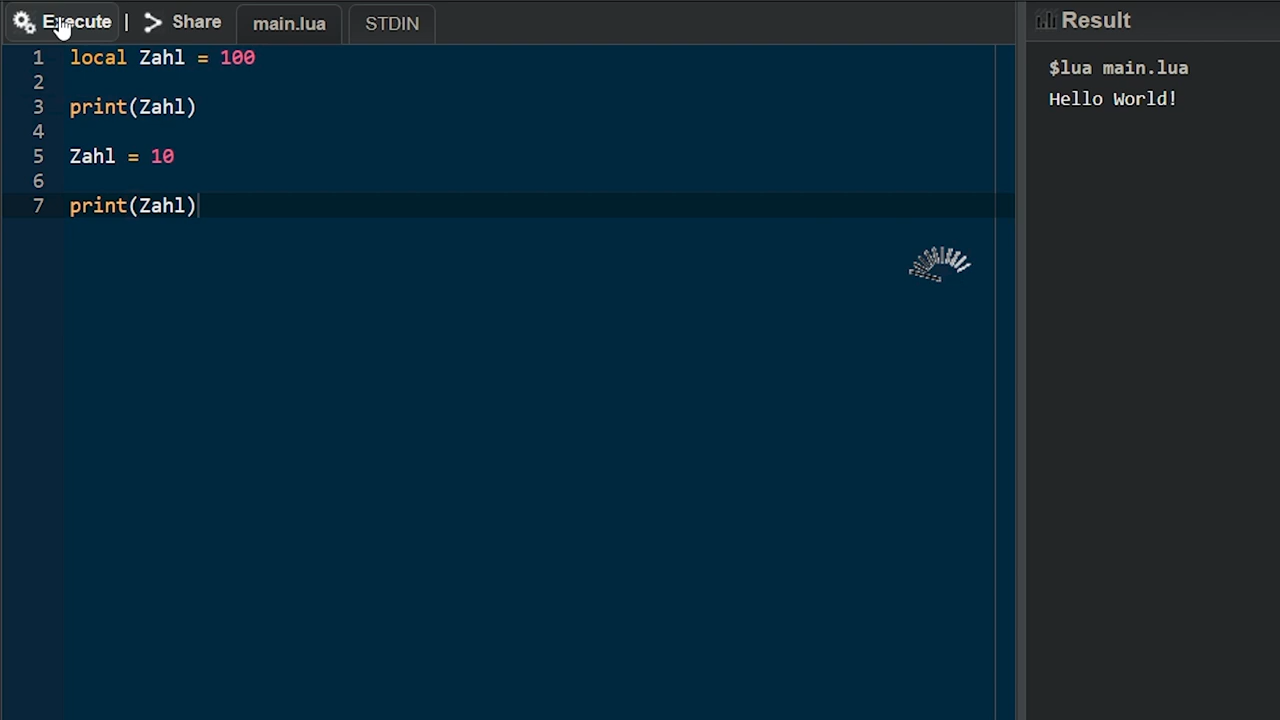 Execute | Share main.lua STDIN
1 local Zahl = 100
2
3 print(Zahl)
4
5 Zahl = 10
6
7 print(Zahl)
Result
$lua main.lua
Hello World!